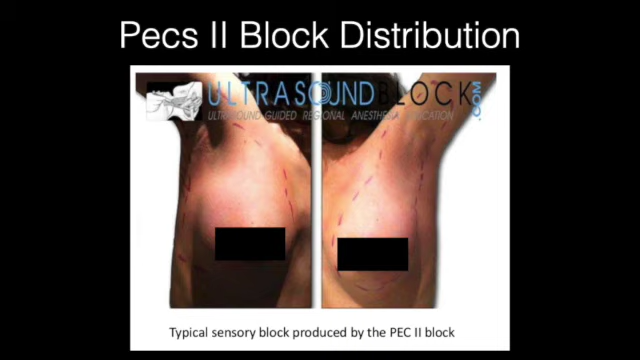 Pecs II Block Distribution
ULTRASOUNDBLOCK.COM
ULTRASOUND GUIDED REGIONAL ANESTHESIA EDUCATION
Typical sensory block produced by the PEC II block